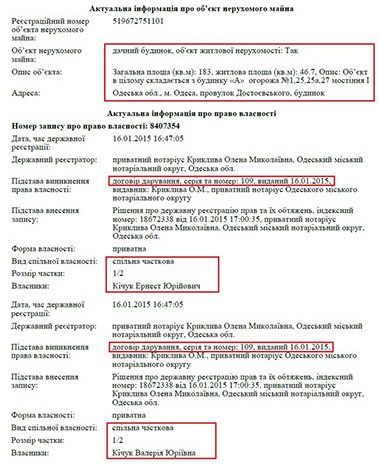 Актуальна інформація про об'єкт нерухомого майна
Реєстраційний номер 519672751101
об'єкта нерухомого
майна:
Об'єкт нерухомого дачний будинок, об'єкт житлової нерухомості: Так
майна:
Опис об'єкта: Загальна площа (кв.м): 183, житлова площа (кв.м): 46.7, Опис: Об'єкт
в цілому складається з будинку «А» огорожа №1,25,25а,27 мостіння І
Адреса: Одеська обл., м. Одеса, провулок Достоєвського, будинок
Актуальна інформація про право власності
Номер запису про право власності: 8407354
Дата, час державної 16.01.2015 16:47:05
реєстрації:
Державний реєстратор: приватний нотаріус Криклива Олена Миколаївна, Одеський міський
нотаріальний округ, Одеська обл.
Підстава виникнення договір дарування, серія та номер: 109, виданий 16.01.2015,
права власності: видавник: Криклива О.М., приватний нотаріус Одеського міського
нотаріального округу
Підстава внесення Рішення про державну реєстрацію прав та їх обтяжень, індексний
запису: номер: 18672338 від 16.01.2015 17:00:35, приватний нотаріус
Криклива Олена Миколаївна, Одеський міський нотаріальний округ,
Одеська обл.
Форма власності: приватна
Вид спільної власності: спільна часткова
Розмір частки: 1/2
Власники: Кічук Ернест Юрійович
Дата, час державної 16.01.2015 16:47:05
реєстрації:
Державний реєстратор: приватний нотаріус Криклива Олена Миколаївна, Одеський міський
нотаріальний округ, Одеська обл.
Підстава виникнення договір дарування, серія та номер: 109, виданий 16.01.2015,
права власності: видавник: Криклива О.М., приватний нотаріус Одеського міського
нотаріального округу
Підстава внесення Рішення про державну реєстрацію прав та їх обтяжень, індексний
запису: номер: 18672338 від 16.01.2015 17:00:35, приватний нотаріус
Криклива Олена Миколаївна, Одеський міський нотаріальний округ,
Одеська обл.
Форма власності: приватна
Вид спільної власності: спільна часткова
Розмір частки: 1/2
Власники: Кічук Валерія Юріївна